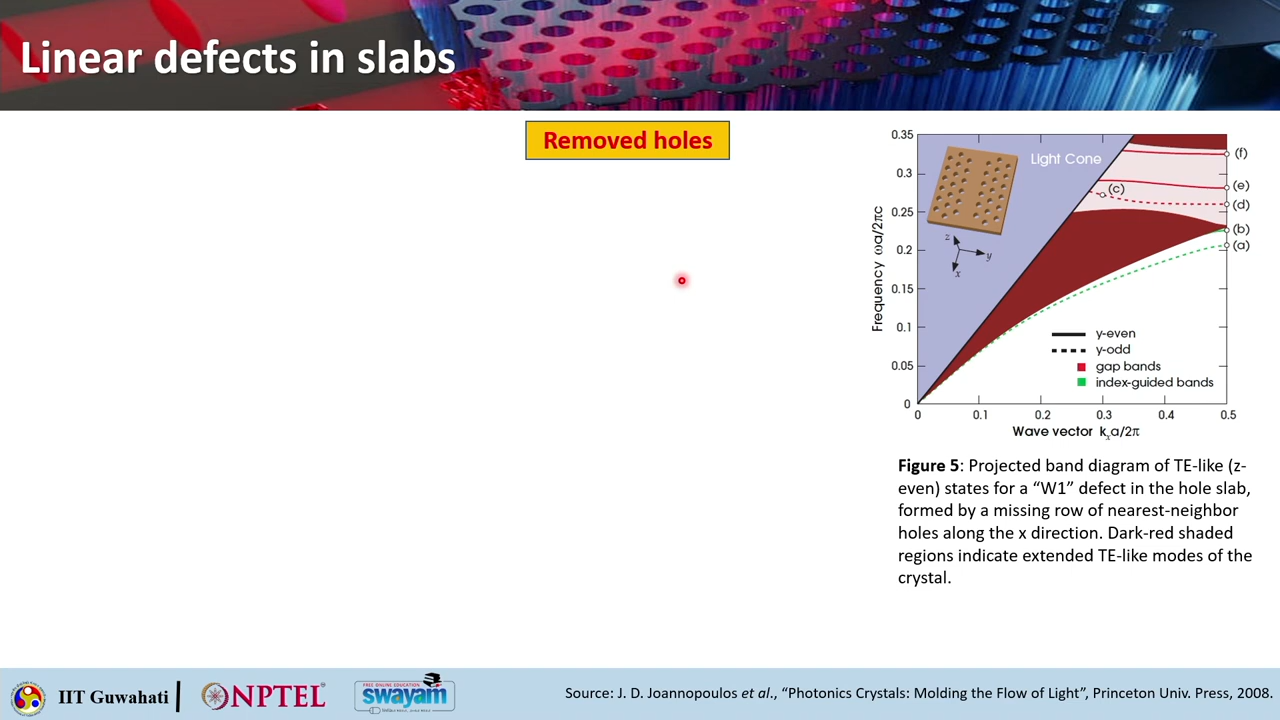 Linear defects in slabs
Removed holes
0.35
0.3
0.25
0.2
0.15
0.1
0.05
0
Frequency ωa/2πc
Light Cone
z
y
x
(f)
(e)
(c)
(d)
(b)
(a)
y-even
y-odd
gap bands
index-guided bands
0 0.1 0.2 0.3 0.4 0.5
Wave vector kₓa/2π
Figure 5: Projected band diagram of TE-like (z-
even) states for a “W1” defect in the hole slab,
formed by a missing row of nearest-neighbor
holes along the x direction. Dark-red shaded
regions indicate extended TE-like modes of the
crystal.
IIT Guwahati
NPTEL
FREE ONLINE EDUCATION
swayam
Source: J. D. Joannopoulos et al., “Photonics Crystals: Molding the Flow of Light”, Princeton Univ. Press, 2008.